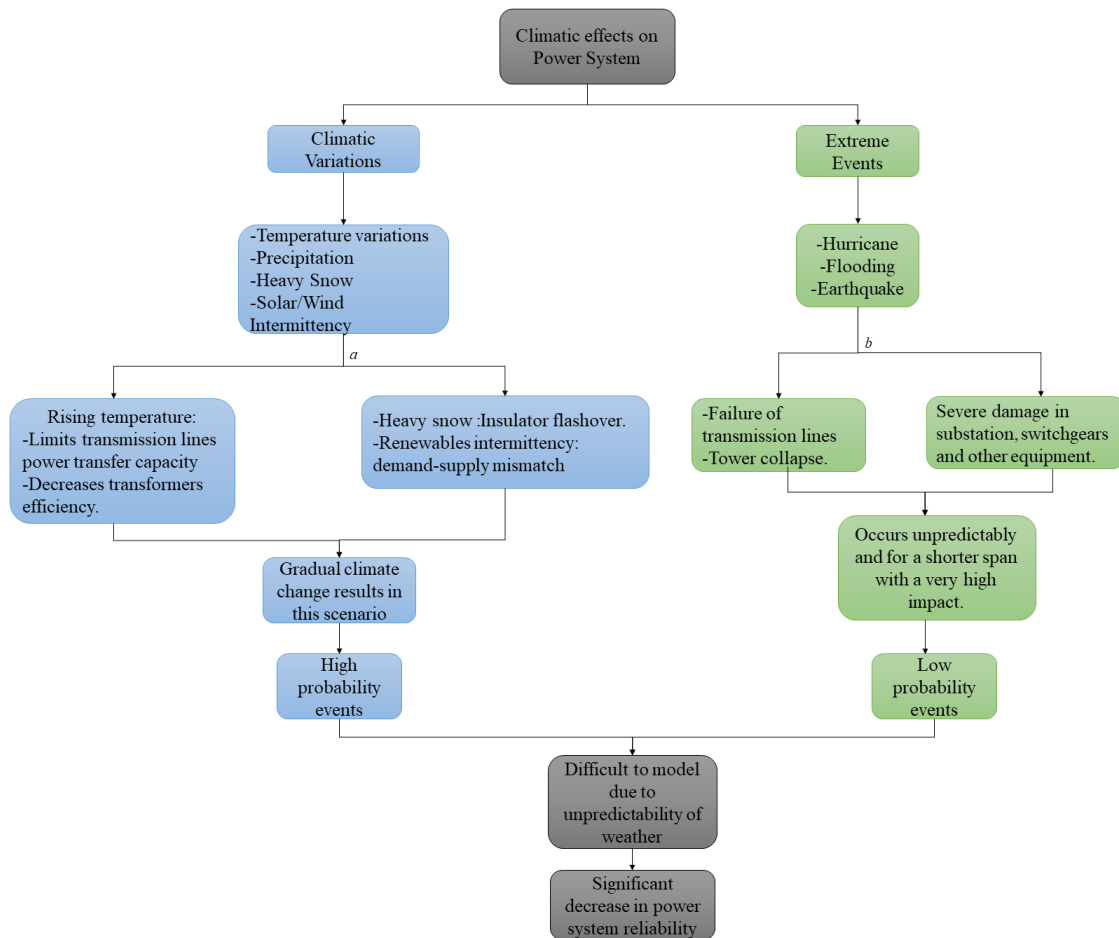 Climatic effects on
Power System
Climatic
Variations
Extreme
Events
-Temperature variations
-Precipitation
-Heavy Snow
-Solar/Wind
Intermittency
-Hurricane
-Flooding
-Earthquake
a
b
Rising temperature:
-Limits transmission lines
power transfer capacity
-Decreases transformers
efficiency.
-Heavy snow :Insulator flashover.
-Renewables intermittency:
demand-supply mismatch
-Failure of
transmission lines
-Tower collapse.
Severe damage in
substation, switchgears
and other equipment.
Gradual climate
change results in
this scenario
Occurs unpredictably
and for a shorter span
with a very high
impact.
High
probability
events
Low
probability
events
Difficult to model
due to
unpredictability of
weather
Significant
decrease in power
system reliability